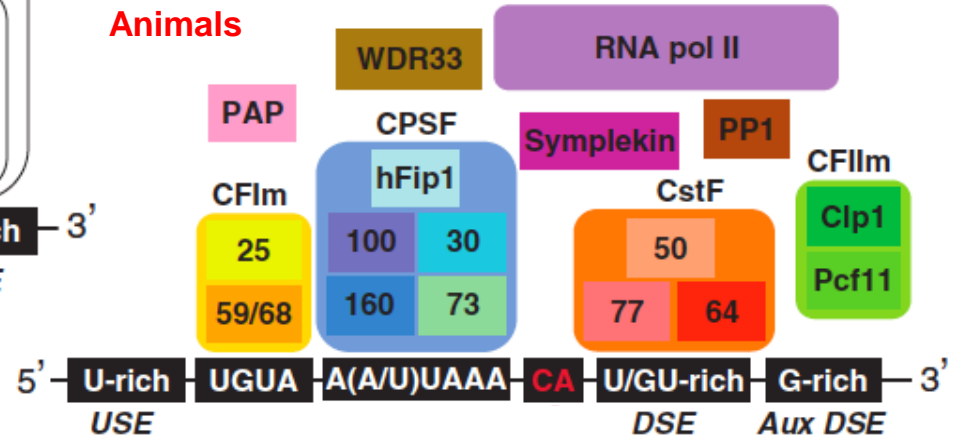 Animals
WDR33
RNA pol II
PAP
CPSF
Symplekin
PP1
CFIIm
hFip1
CFIm
CstF
Clp1
ch
3’
25
100
30
50
Pcf11
59/68
160
73
77
64
5’
U-rich
UGUA
A(A/U)UAAA
CA
U/GU-rich
G-rich
3’
USE
DSE
Aux DSE